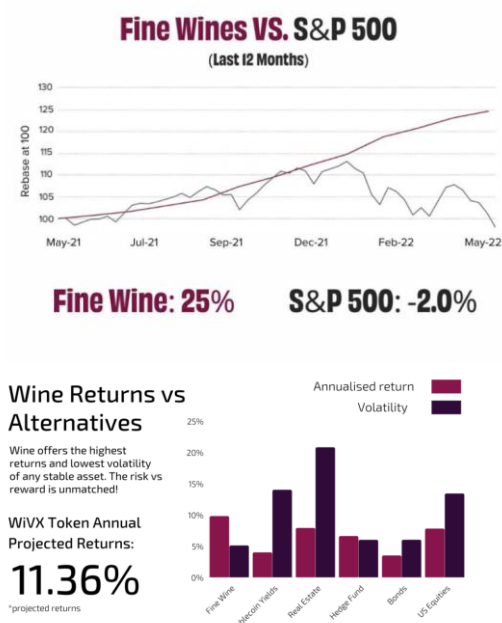 Fine Wines VS. S&P 500
(Last 12 Months)
Rebase at 100
130
125
120
115
110
105
100
May-21 Jul-21 Sep-21 Dec-21 Feb-22 May-22
Fine Wine: 25% S&P 500: -2.0%
Wine Returns vs
Alternatives
Wine offers the highest
returns and lowest volatility
of any stable asset. The risk vs
reward is unmatched!
WiVX Token Annual
Projected Returns:
11.36%
*projected returns
Annualised return
Volatility
25%
20%
15%
10%
5%
0%
Fine Wine
blecoin Yields
Real Estate
Hedge Fund
Bonds
US Equities